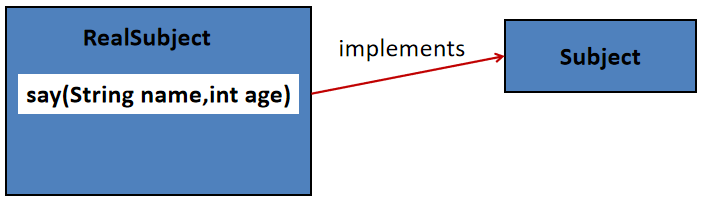 RealSubject
say(String name,int age)
implements
Subject